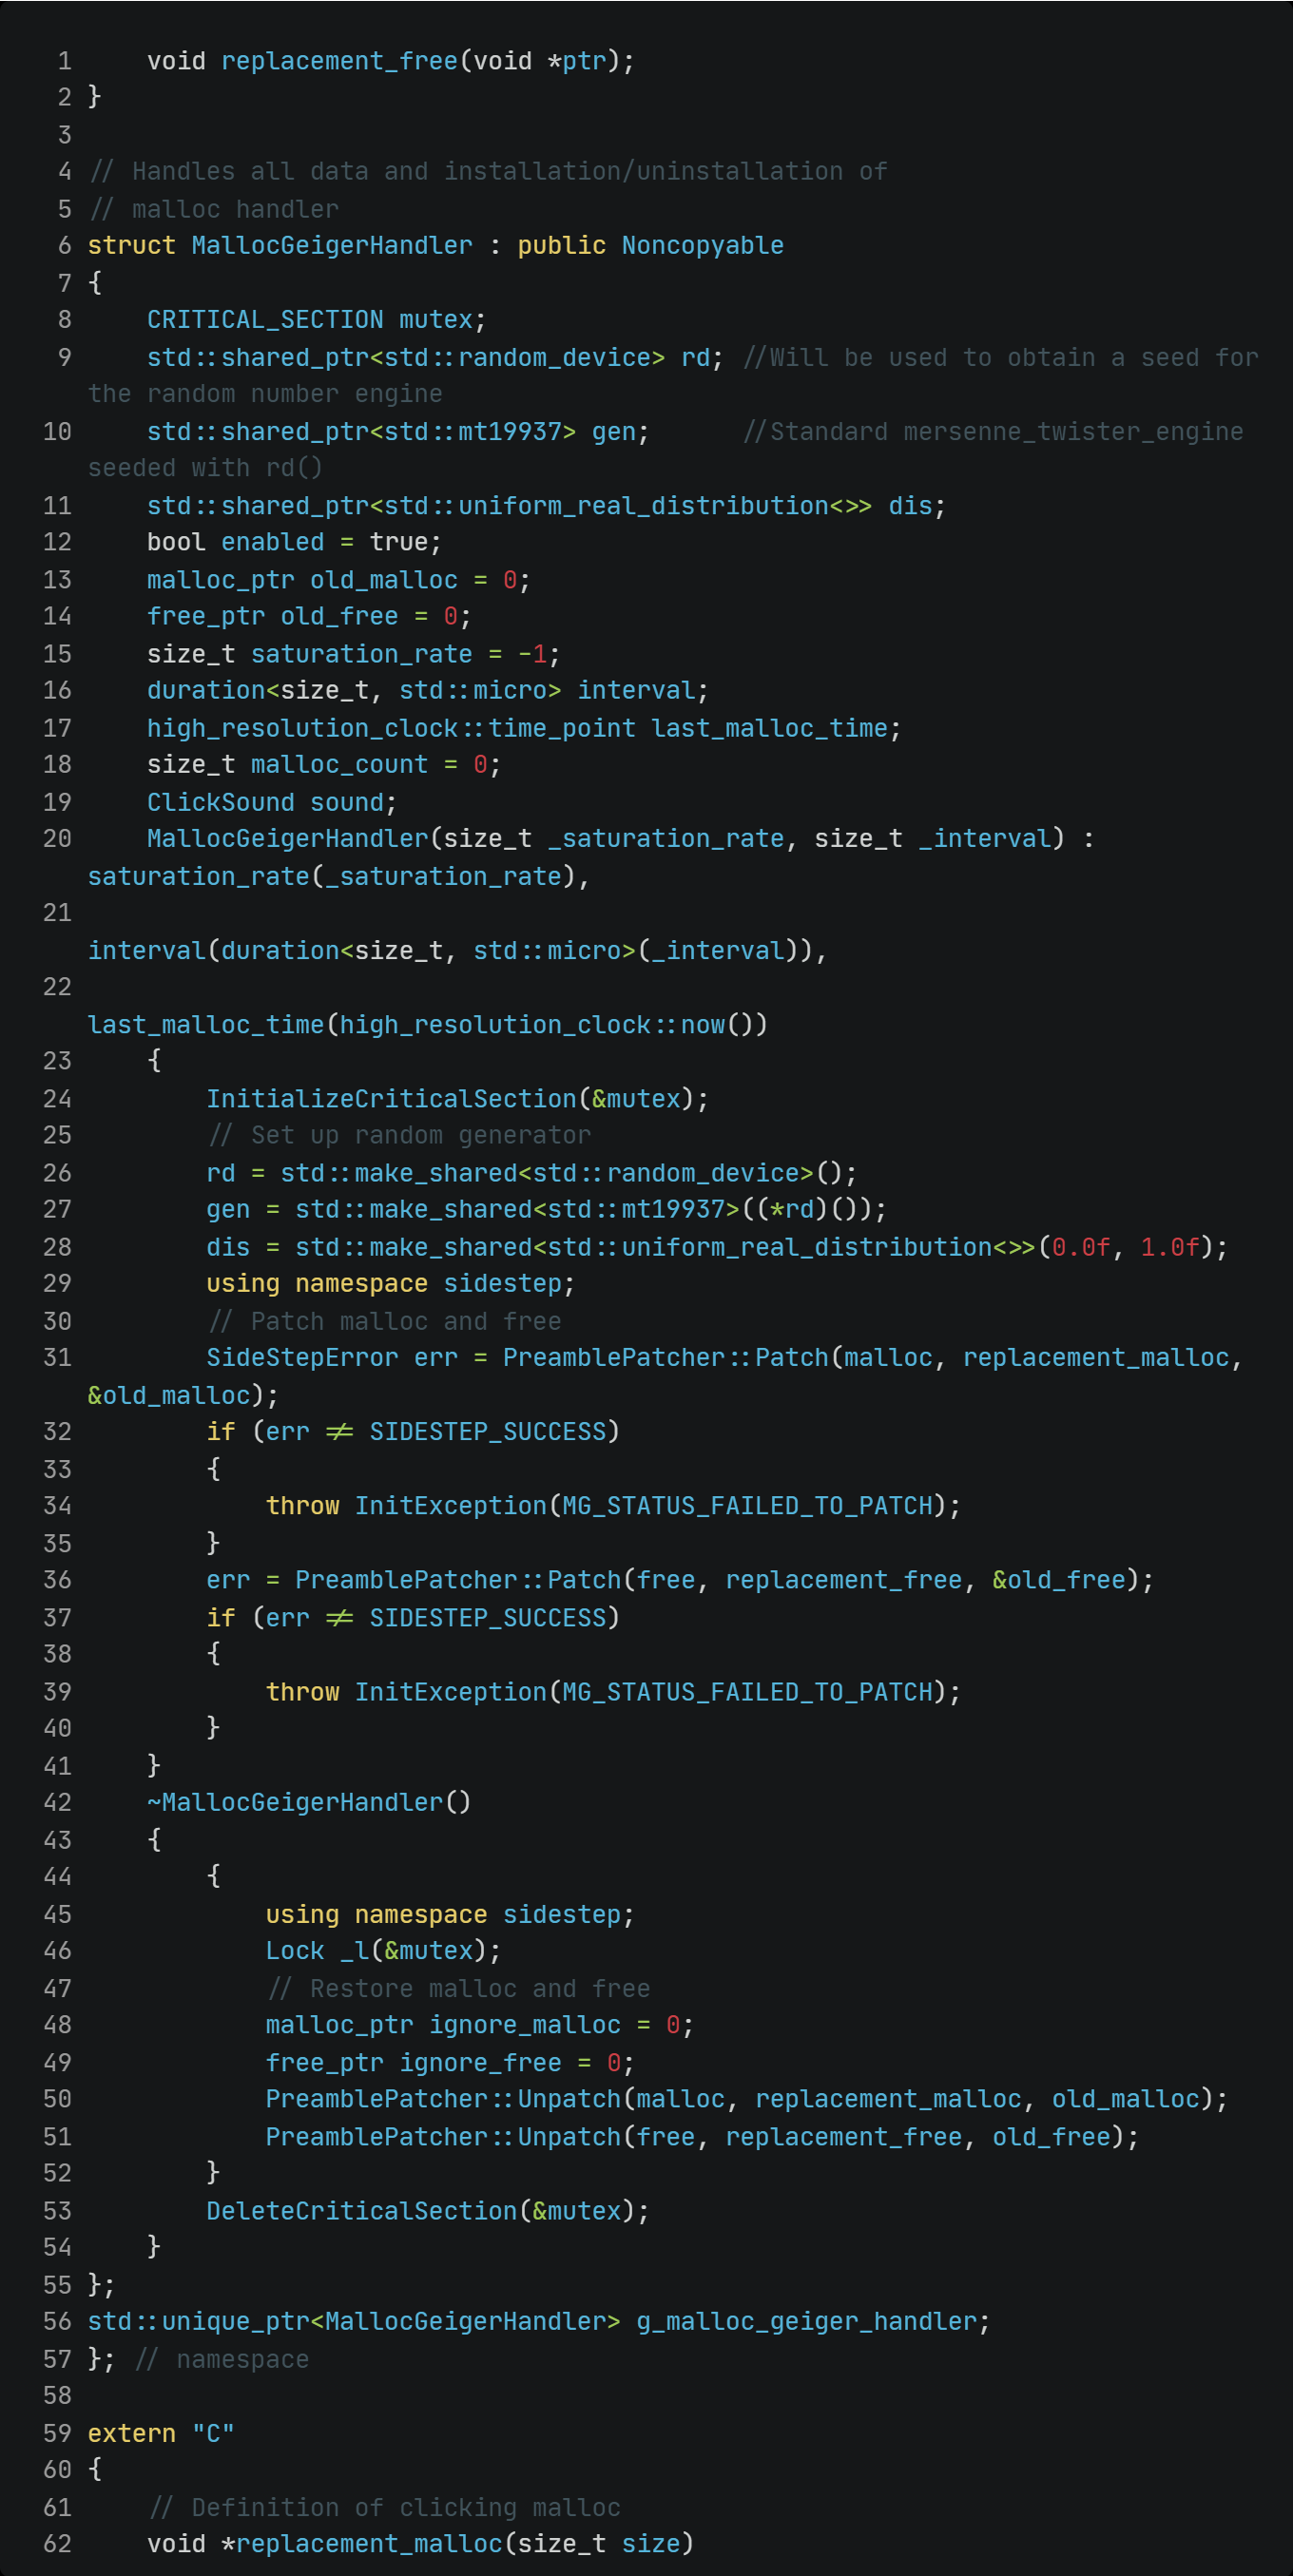 1     void replacement_free(void *ptr);
2 }
3
4 // Handles all data and installation/uninstallation of
5 // malloc handler
6 struct MallocGeigerHandler : public Noncopyable
7 {
8     CRITICAL_SECTION mutex;
9     std::shared_ptr<std::random_device> rd; //Will be used to obtain a seed for
the random number engine
10     std::shared_ptr<std::mt19937> gen;      //Standard mersenne_twister_engine
seeded with rd()
11     std::shared_ptr<std::uniform_real_distribution<>> dis;
12     bool enabled = true;
13     malloc_ptr old_malloc = 0;
14     free_ptr old_free = 0;
15     size_t saturation_rate = -1;
16     duration<size_t, std::micro> interval;
17     high_resolution_clock::time_point last_malloc_time;
18     size_t malloc_count = 0;
19     ClickSound sound;
20     MallocGeigerHandler(size_t _saturation_rate, size_t _interval) :
saturation_rate(_saturation_rate),
21
interval(duration<size_t, std::micro>(_interval)),
22
last_malloc_time(high_resolution_clock::now())
23     {
24         InitializeCriticalSection(&mutex);
25         // Set up random generator
26         rd = std::make_shared<std::random_device>();
27         gen = std::make_shared<std::mt19937>((*rd)());
28         dis = std::make_shared<std::uniform_real_distribution<>>(0.0f, 1.0f);
29         using namespace sidestep;
30         // Patch malloc and free
31         SideStepError err = PreamblePatcher::Patch(malloc, replacement_malloc,
&old_malloc);
32         if (err != SIDESTEP_SUCCESS)
33         {
34             throw InitException(MG_STATUS_FAILED_TO_PATCH);
35         }
36         err = PreamblePatcher::Patch(free, replacement_free, &old_free);
37         if (err != SIDESTEP_SUCCESS)
38         {
39             throw InitException(MG_STATUS_FAILED_TO_PATCH);
40         }
41     }
42     ~MallocGeigerHandler()
43     {
44         {
45             using namespace sidestep;
46             Lock _l(&mutex);
47             // Restore malloc and free
48             malloc_ptr ignore_malloc = 0;
49             free_ptr ignore_free = 0;
50             PreamblePatcher::Unpatch(malloc, replacement_malloc, old_malloc);
51             PreamblePatcher::Unpatch(free, replacement_free, old_free);
52         }
53         DeleteCriticalSection(&mutex);
54     }
55 };
56 std::unique_ptr<MallocGeigerHandler> g_malloc_geiger_handler;
57 }; // namespace
58
59 extern "C"
60 {
61     // Definition of clicking malloc
62     void *replacement_malloc(size_t size)